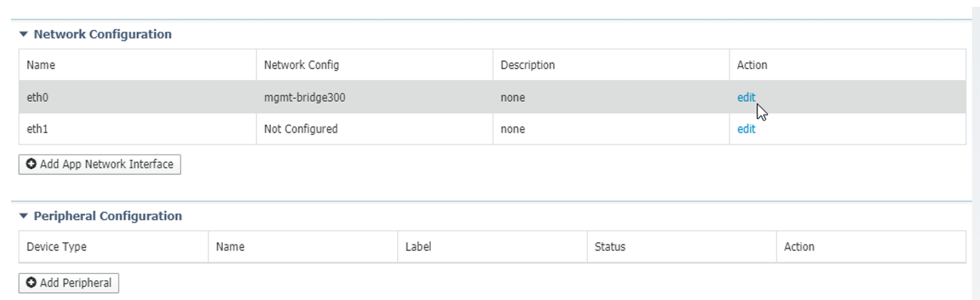 Network Configuration
Name Network Config Description Action
eth0 mgmt-bridge300 none edit
eth1 Not Configured none edit
Add App Network Interface
Peripheral Configuration
Device Type Name Label Status Action
Add Peripheral